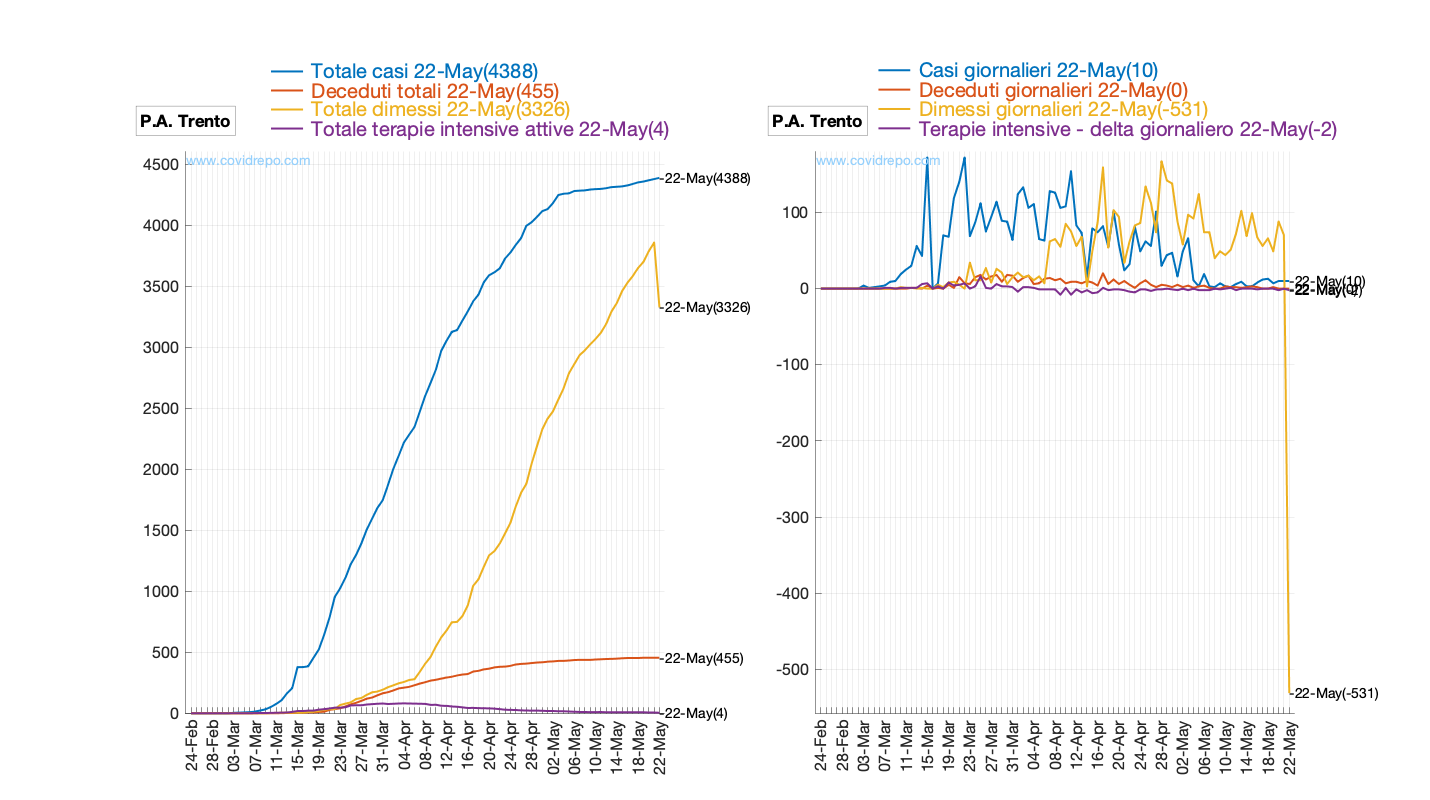 Totale casi 22-May(4388)
Deceduti totali 22-May(455)
Totale dimessi 22-May(3326)
Totale terapie intensive attive 22-May(4)
P.A. Trento
www.covidrepo.com
4500
4000
3500
3000
2500
2000
1500
1000
500
0
22-May(4388)
22-May(3326)
22-May(455)
22-May(4)
24-Feb
28-Feb
03-Mar
07-Mar
11-Mar
15-Mar
19-Mar
23-Mar
27-Mar
31-Mar
04-Apr
08-Apr
12-Apr
16-Apr
20-Apr
24-Apr
28-Apr
02-May
06-May
10-May
14-May
18-May
22-May
Casi giornalieri 22-May(10)
Deceduti giornalieri 22-May(0)
Dimessi giornalieri 22-May(-531)
Terapie intensive - delta giornaliero 22-May(-2)
P.A. Trento
www.covidrepo.com
100
0
-100
-200
-300
-400
-500
22-May(10)
22-May(-531)
24-Feb
28-Feb
03-Mar
07-Mar
11-Mar
15-Mar
19-Mar
23-Mar
27-Mar
31-Mar
04-Apr
08-Apr
12-Apr
16-Apr
20-Apr
24-Apr
28-Apr
02-May
06-May
10-May
14-May
18-May
22-May